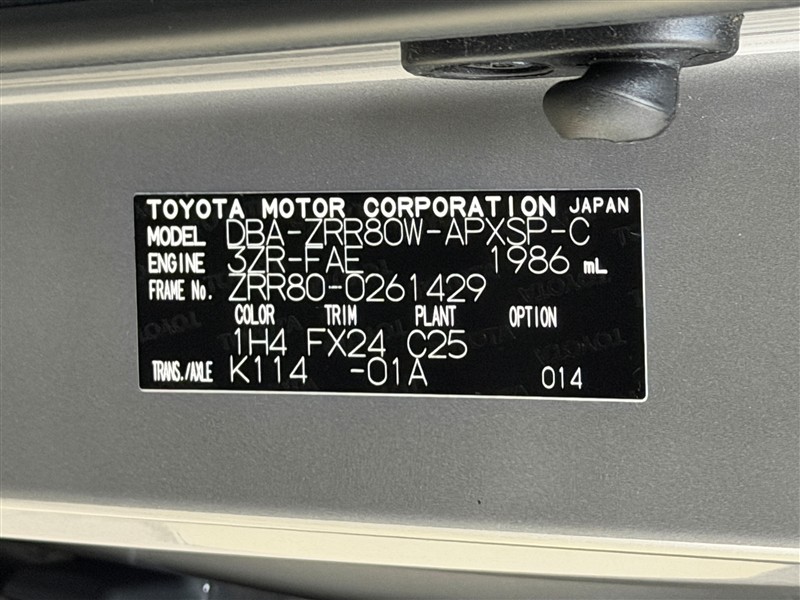 TOYOTA MOTOR CORPORATION JAPAN
MODEL DBA-ZRR80W-APXSP-C
ENGINE 3ZR-FAE 1986 mL
FRAME No. ZRR80-0261429
COLOR TRIM PLANT OPTION
1H4 FX24 C25
TRANS./AXLE K114 -01A 014